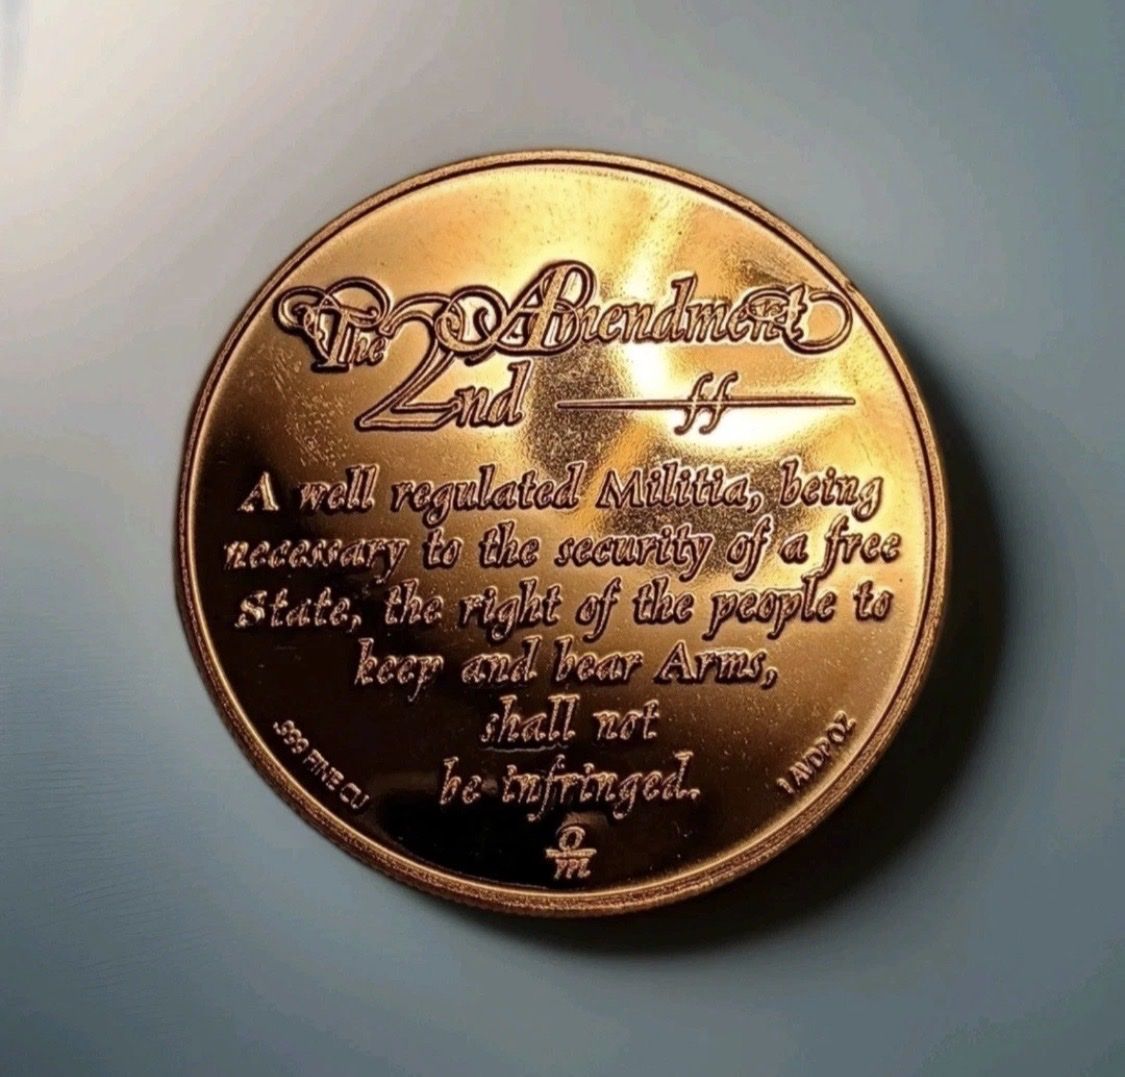 The 2nd Amendment
A well regulated Militia, being
necessary to the security of a free
State, the right of the people to
keep and bear Arms,
shall not
be infringed.
.999 FINE CU
1 AVDP OZ
O
YPL